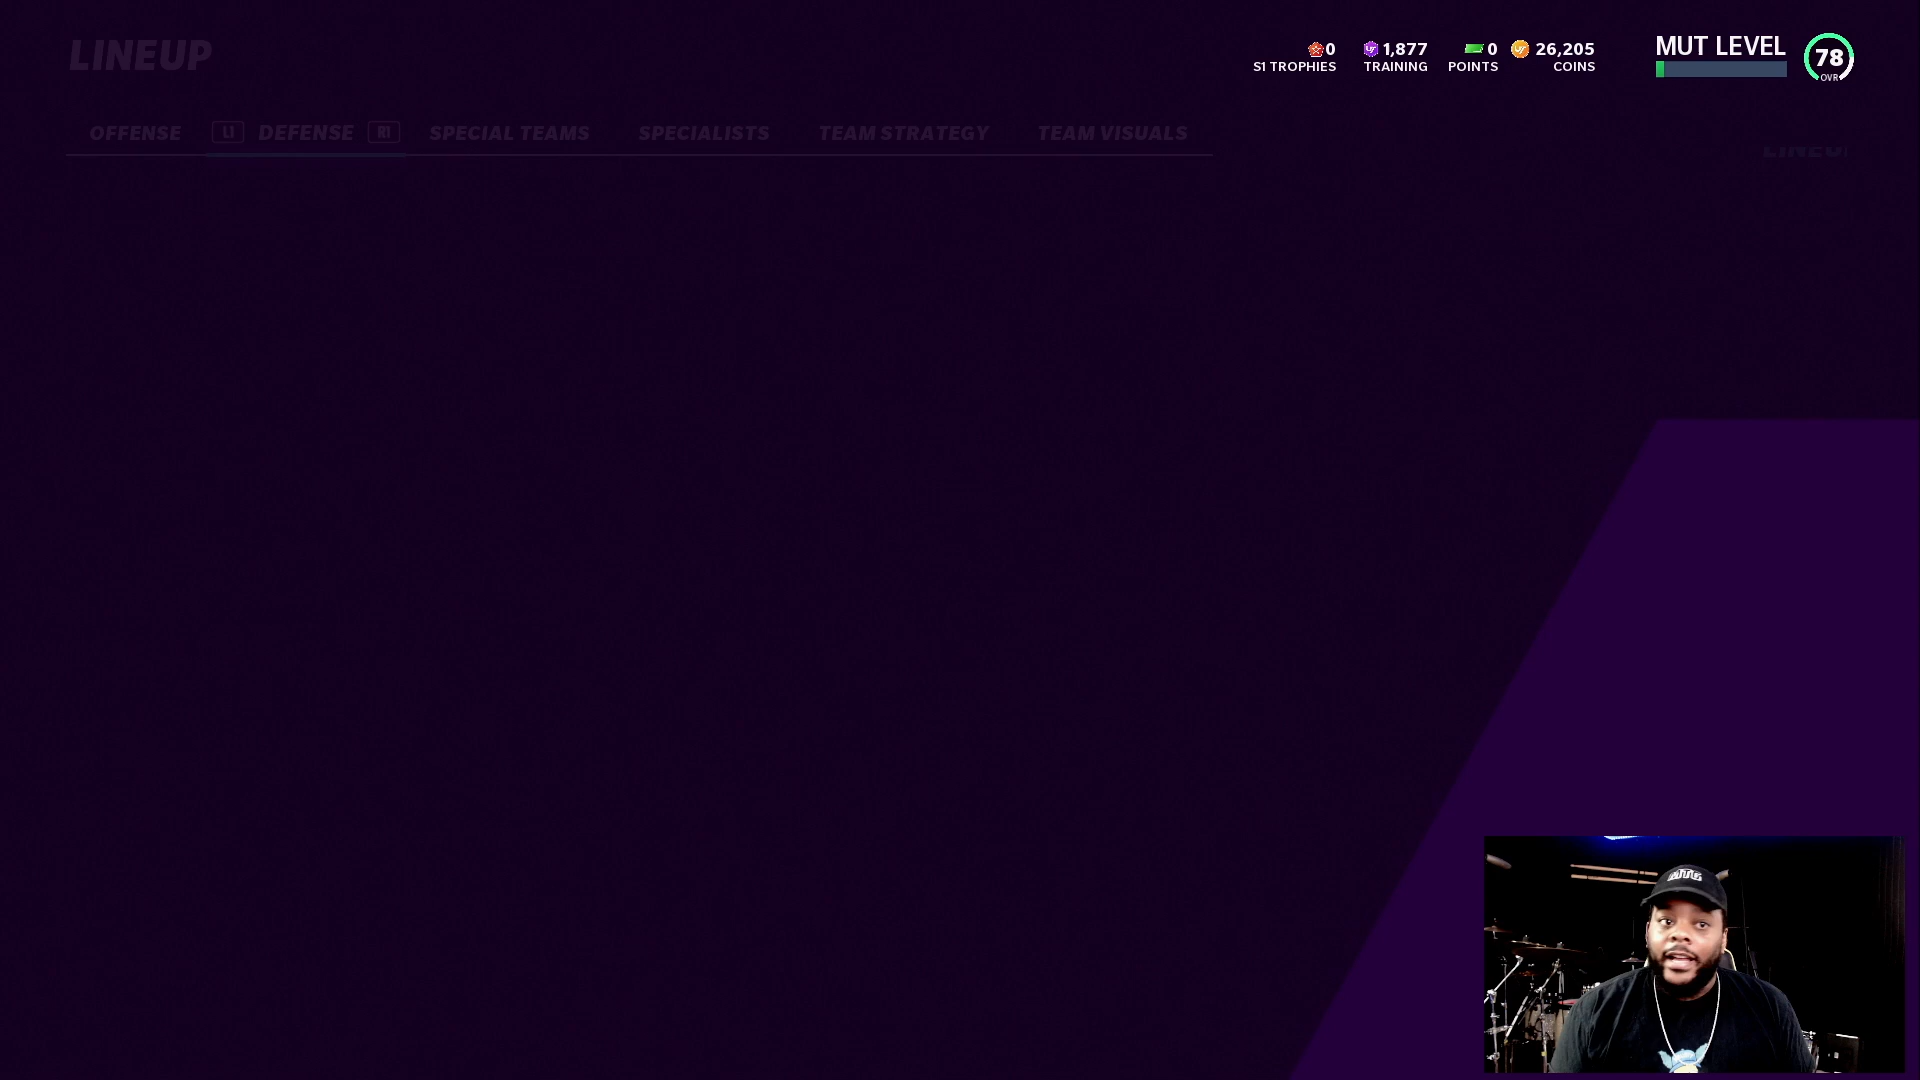 LINEUP
0 1,877 0 26,205
S1 TROPHIES TRAINING POINTS COINS
MUT LEVEL
78
OVR
OFFENSE L1 DEFENSE R1 SPECIAL TEAMS SPECIALISTS TEAM STRATEGY TEAM VISUALS